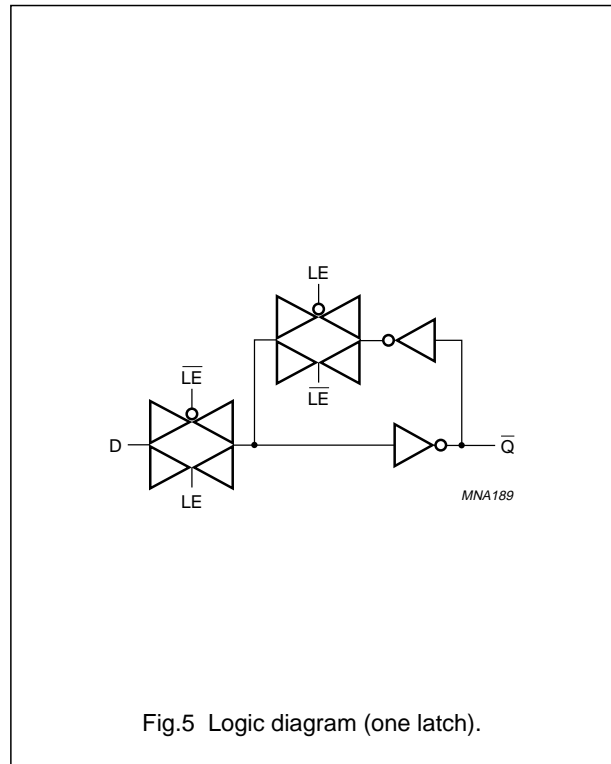 LE
L̅E̅
L̅E̅
D
Q̅
LE
MNA189
Fig.5 Logic diagram (one latch).